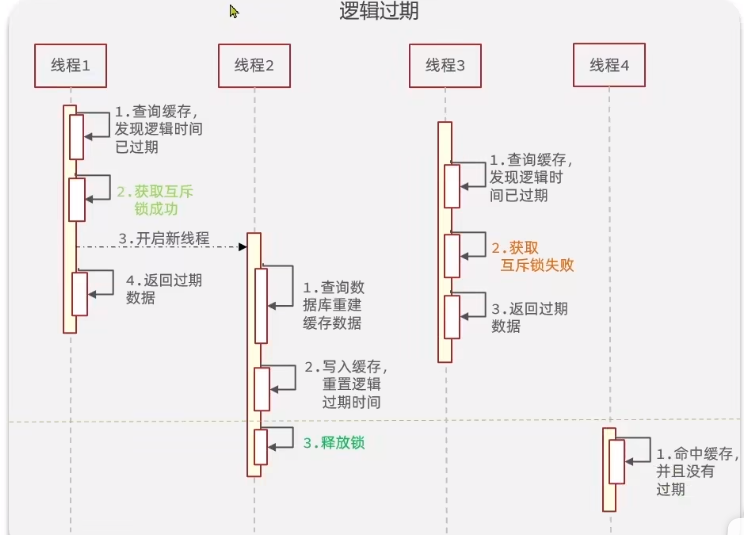 逻辑过期
线程1
线程2
线程3
线程4
1.查询缓存，
发现逻辑时间
已过期
2.获取互斥
锁成功
3.开启新线程
4.返回过期
数据
1.查询数
据库重建
缓存数据
2.写入缓存，
重置逻辑
过期时间
3.释放锁
1.查询缓存，
发现逻辑时
间已过期
2.获取
互斥锁失败
3.返回过期
数据
1.命中缓存，
并且没有
过期